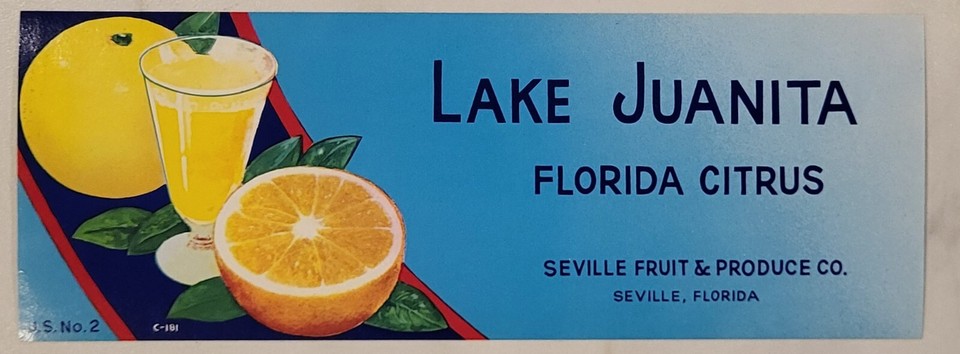 LAKE JUANITA
FLORIDA CITRUS
SEVILLE FRUIT & PRODUCE CO.
SEVILLE, FLORIDA
U.S. No. 2
C-181